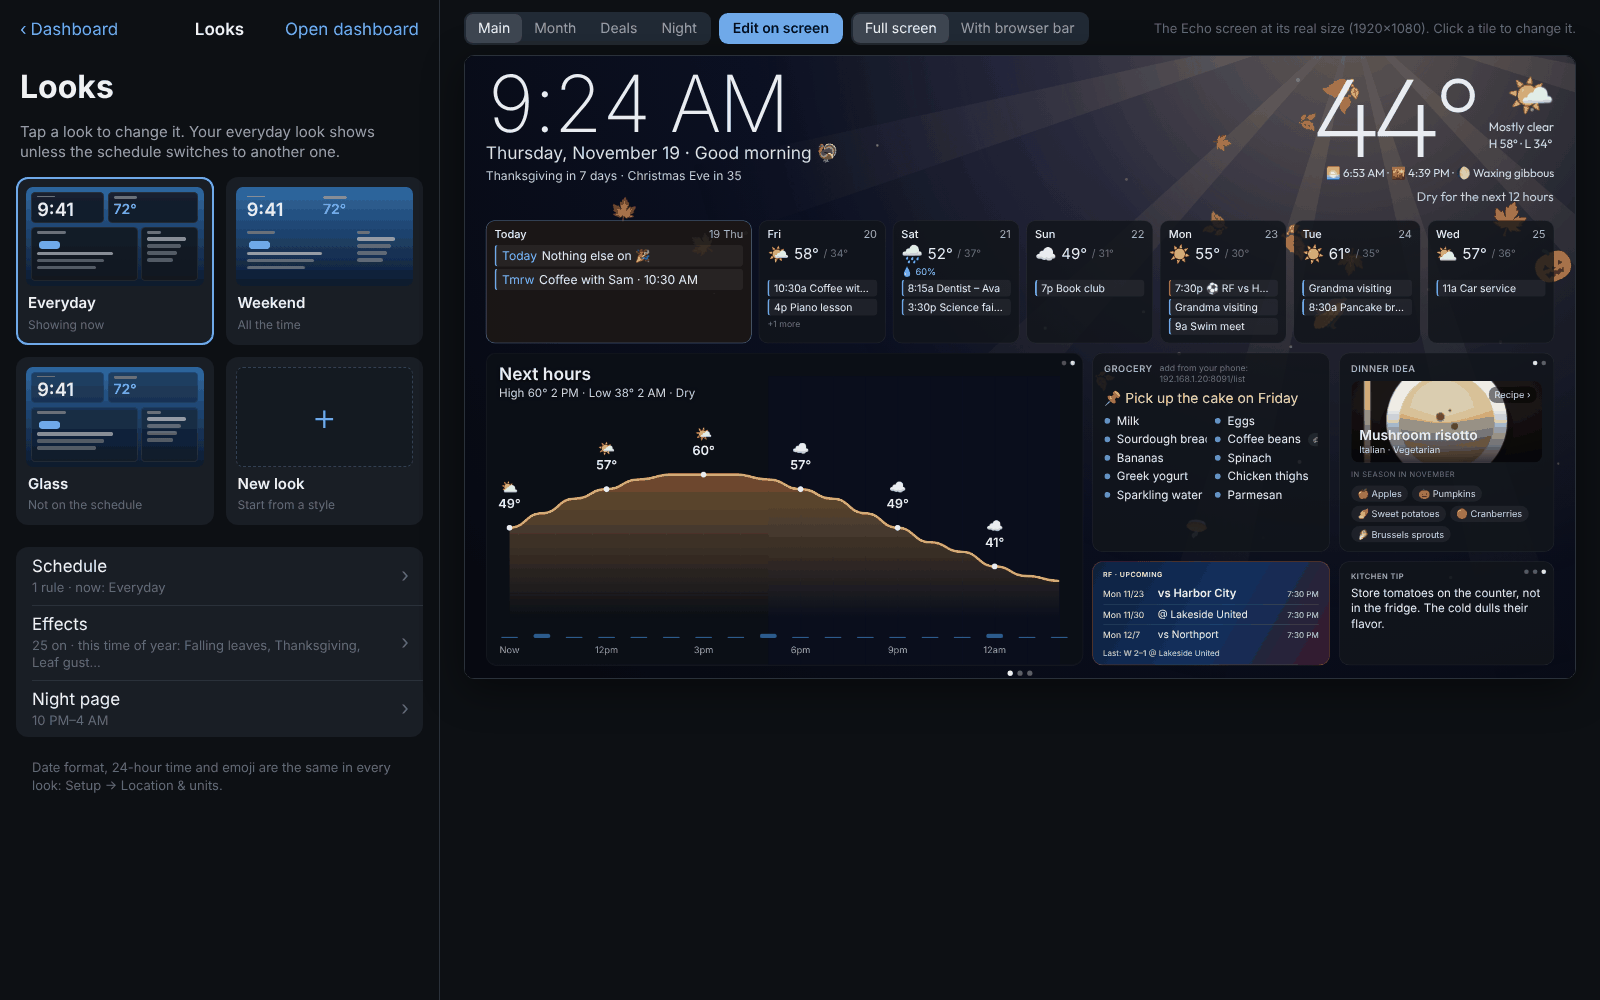 ‹ Dashboard
Looks
Open dashboard
Looks
Tap a look to change it. Your everyday look shows
unless the schedule switches to another one.
9:41
72°
Everyday
Showing now
9:41
72°
Weekend
All the time
9:41
72°
Glass
Not on the schedule
+
New look
Start from a style
Schedule
1 rule · now: Everyday
Effects
25 on · this time of year: Falling leaves, Thanksgiving,
Leaf gust...
Night page
10 PM–4 AM
Date format, 24-hour time and emoji are the same in every
look: Setup → Location & units.
Main
Month
Deals
Night
Edit on screen
Full screen
With browser bar
The Echo screen at its real size (1920×1080). Click a tile to change it.
9:24 AM
Thursday, November 19 · Good morning 🦃
Thanksgiving in 7 days · Christmas Eve in 35
44°
Mostly clear
H 58° · L 34°
6:53 AM · 4:39 PM · Waxing gibbous
Dry for the next 12 hours
Today 19 Thu
Today Nothing else on 🎉
Tmrw Coffee with Sam · 10:30 AM
Fri 20
58° / 34°
10:30a Coffee wit...
4p Piano lesson
+1 more
Sat 21
52° / 37°
60%
8:15a Dentist – Ava
3:30p Science fai...
Sun 22
49° / 31°
7p Book club
Mon 23
55° / 30°
7:30p ⚽ RF vs H...
Grandma visiting
9a Swim meet
Tue 24
61° / 35°
Grandma visiting
8:30a Pancake br...
Wed 25
57° / 36°
11a Car service
Next hours
High 60° 2 PM · Low 38° 2 AM · Dry
49°
57°
60°
57°
49°
41°
Now
12pm
3pm
6pm
9pm
12am
GROCERY
add from your phone:
192.168.1.20:8091/list
📌 Pick up the cake on Friday
Milk
Eggs
Sourdough brea
Coffee beans
Bananas
Spinach
Greek yogurt
Chicken thighs
Sparkling water
Parmesan
DINNER IDEA
Recipe ›
Mushroom risotto
Italian · Vegetarian
IN SEASON IN NOVEMBER
Apples
Pumpkins
Sweet potatoes
Cranberries
Brussels sprouts
RF · UPCOMING
Mon 11/23 vs Harbor City 7:30 PM
Mon 11/30 @ Lakeside United 7:30 PM
Mon 12/7 vs Northport 7:30 PM
Last: W 2–1 @ Lakeside United
KITCHEN TIP
Store tomatoes on the counter, not
in the fridge. The cold dulls their
flavor.